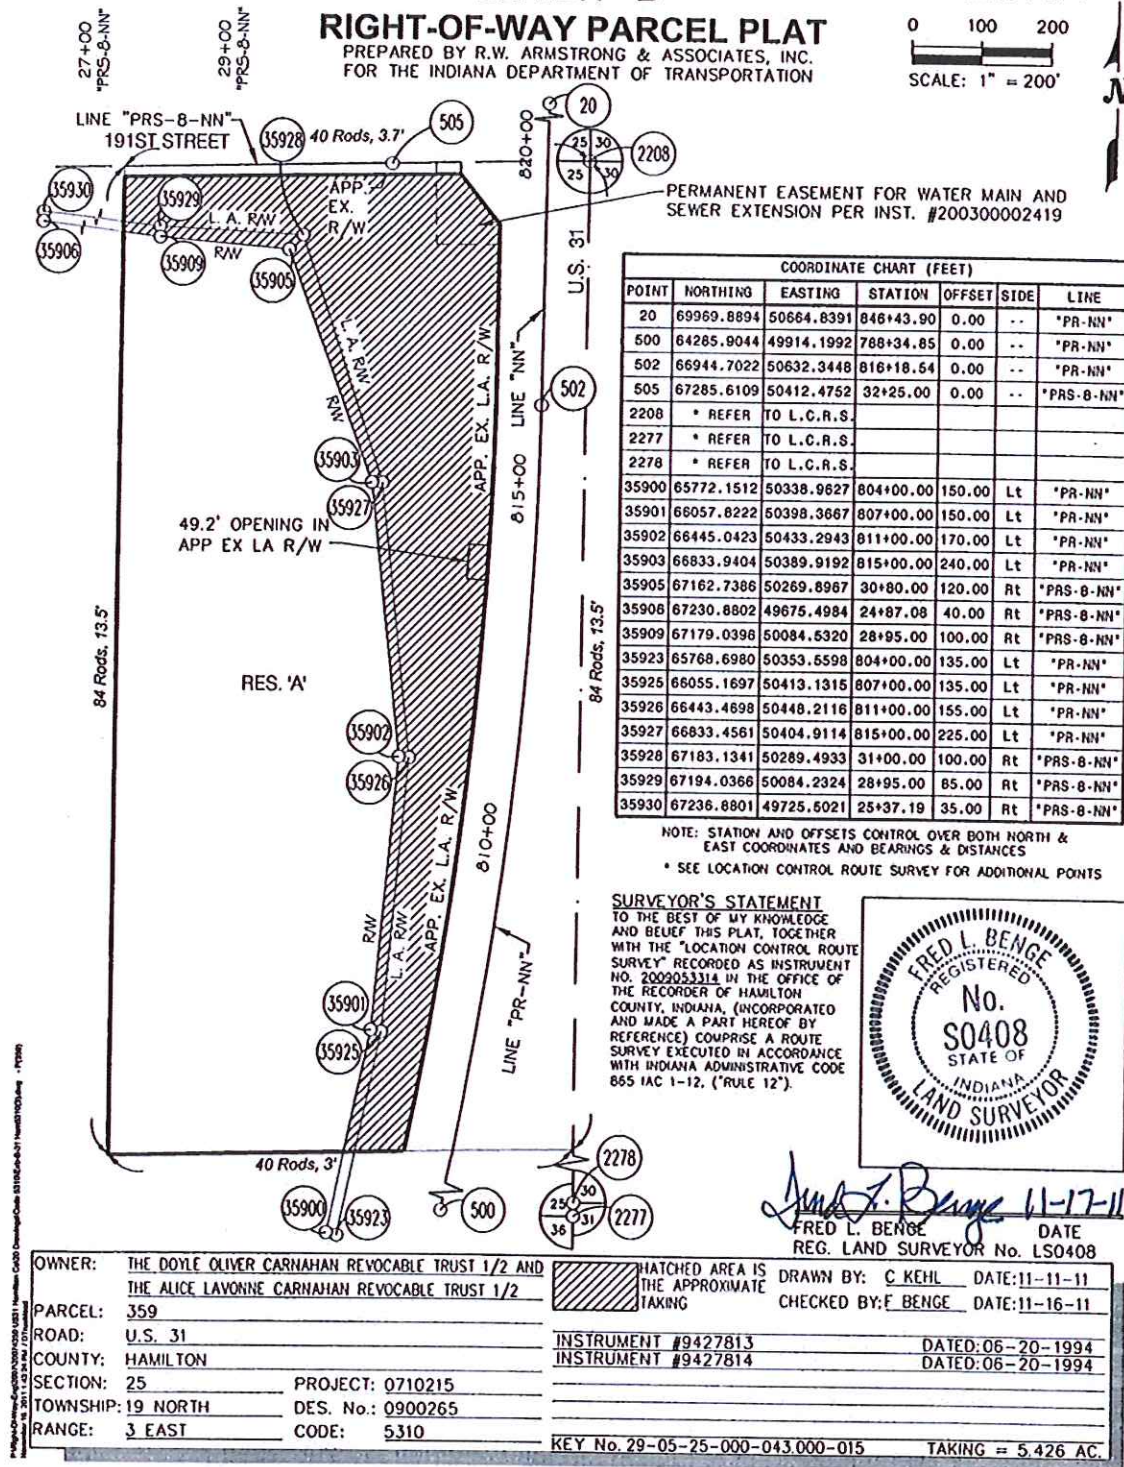 RIGHT-OF-WAY PARCEL PLAT
PREPARED BY R.W. ARMSTRONG & ASSOCIATES, INC.
FOR THE INDIANA DEPARTMENT OF TRANSPORTATION
0 100 200
SCALE: 1" = 200'
N
27+00
"PRS-8-NN"
29+00
"PRS-8-NN"
LINE "PRS-8-NN"
191ST STREET
35928
40 Rods, 3.7'
505
20
820+00
25 30
25 30
2208
PERMANENT EASEMENT FOR WATER MAIN AND
SEWER EXTENSION PER INST. #200300002419
35930
35929
APP.
EX.
R/W
L. A. R/W
R/W
35906
35909
35905
U.S. 31
L. A. R/W
R/W
APP. EX. L.A. R/W
LINE "NN"
815+00
502
35903
35927
49.2' OPENING IN
APP EX LA R/W
84 Rods, 13.5'
84 Rods, 13.5'
RES. 'A'
35902
35926
810+00
APP. EX. L.A. R/W
R/W
L. A. R/W
35901
35925
LINE "PR-NN"
40 Rods, 3'
35900
35923
500
2278
25 30
36 31
2277
COORDINATE CHART (FEET)
POINT NORTHING EASTING STATION OFFSET SIDE LINE
20 69969.8894 50664.8391 846+43.90 0.00 -- "PR-NN"
500 64285.9044 49914.1992 788+34.85 0.00 -- "PR-NN"
502 66944.7022 50632.3448 816+18.54 0.00 -- "PR-NN"
505 67285.6109 50412.4752 32+25.00 0.00 -- "PRS-8-NN"
2208 * REFER TO L.C.R.S.
2277 * REFER TO L.C.R.S.
2278 * REFER TO L.C.R.S.
35900 65772.1512 50338.9627 804+00.00 150.00 Lt "PR-NN"
35901 66057.8222 50398.3667 807+00.00 150.00 Lt "PR-NN"
35902 66445.0423 50433.2943 811+00.00 170.00 Lt "PR-NN"
35903 66833.9404 50389.9192 815+00.00 240.00 Lt "PR-NN"
35905 67162.7386 50269.8967 30+80.00 120.00 Rt "PRS-8-NN"
35906 67230.8802 49675.4984 24+87.08 40.00 Rt "PRS-8-NN"
35909 67179.0396 50084.5320 28+95.00 100.00 Rt "PRS-8-NN"
35923 65768.6980 50353.5598 804+00.00 135.00 Lt "PR-NN"
35925 66055.1697 50413.1315 807+00.00 135.00 Lt "PR-NN"
35926 66443.4698 50448.2116 811+00.00 155.00 Lt "PR-NN"
35927 66833.4561 50404.9114 815+00.00 225.00 Lt "PR-NN"
35928 67183.1341 50289.4933 31+00.00 100.00 Rt "PRS-8-NN"
35929 67194.0366 50084.2324 28+95.00 85.00 Rt "PRS-8-NN"
35930 67236.8801 49725.5021 25+37.19 35.00 Rt "PRS-8-NN"
NOTE: STATION AND OFFSETS CONTROL OVER BOTH NORTH &
EAST COORDINATES AND BEARINGS & DISTANCES
* SEE LOCATION CONTROL ROUTE SURVEY FOR ADDITIONAL POINTS
SURVEYOR'S STATEMENT
TO THE BEST OF MY KNOWLEDGE
AND BELIEF THIS PLAT, TOGETHER
WITH THE "LOCATION CONTROL ROUTE
SURVEY" RECORDED AS INSTRUMENT
NO. 2009053314 IN THE OFFICE OF
THE RECORDER OF HAMILTON
COUNTY, INDIANA, (INCORPORATED
AND MADE A PART HEREOF BY
REFERENCE) COMPRISE A ROUTE
SURVEY EXECUTED IN ACCORDANCE
WITH INDIANA ADMINISTRATIVE CODE
865 IAC 1-12, ("RULE 12").
FRED L. BENGE
REGISTERED
No.
S0408
STATE OF
INDIANA
LAND SURVEYOR
Fred L. Benge 11-17-11
FRED L. BENGE DATE
REG. LAND SURVEYOR No. LS0408
OWNER: THE DOYLE OLIVER CARNAHAN REVOCABLE TRUST 1/2 AND
THE ALICE LAVONNE CARNAHAN REVOCABLE TRUST 1/2
PARCEL: 359
ROAD: U.S. 31
COUNTY: HAMILTON
SECTION: 25 PROJECT: 0710215
TOWNSHIP: 19 NORTH DES. No.: 0900265
RANGE: 3 EAST CODE: 5310
HATCHED AREA IS
THE APPROXIMATE
TAKING
DRAWN BY: C KEHL DATE: 11-11-11
CHECKED BY: F BENGE DATE: 11-16-11
INSTRUMENT #9427813 DATED: 06-20-1994
INSTRUMENT #9427814 DATED: 06-20-1994
KEY No. 29-05-25-000-043.000-015 TAKING = 5.426 AC.